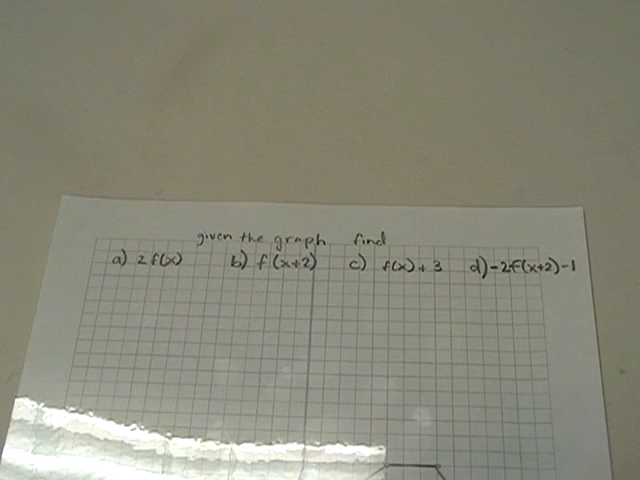 given the graph find
a) 2f(x) b) f(x+2) c) f(x)+3 d) -2f(x+2)-1